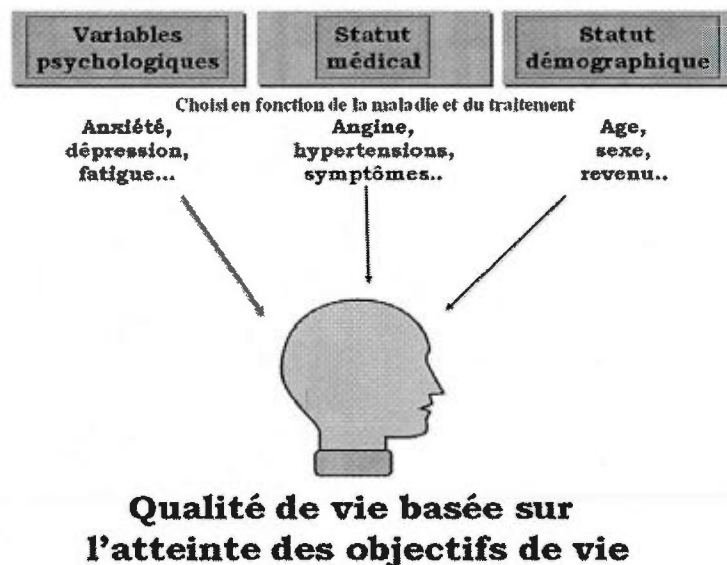 Variables
psychologiques
Statut
médical
Statut
démographique
Choisi en fonction de la maladie et du traitement
Anxiété,
dépression,
fatigue...
Angine,
hypertensions,
symptômes..
Age,
sexe,
revenu..
Qualité de vie basée sur
l'atteinte des objectifs de vie